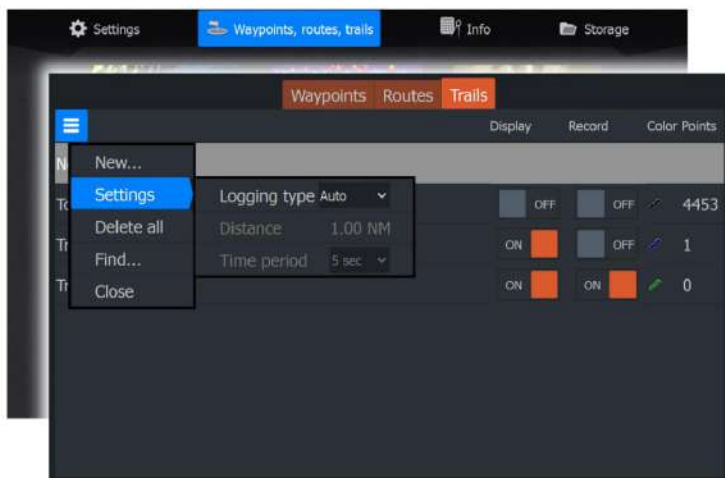 Settings Waypoints, routes, trails Info Storage
Waypoints Routes Trails
Display Record Color Points
New...
Settings Logging type Auto OFF OFF 4453
Delete all Distance 1.00 NM ON OFF 1
Find... Time period 5 sec
Close ON ON 0